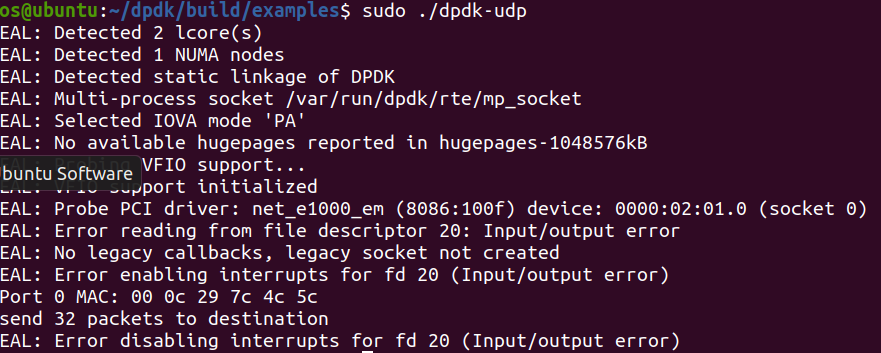 os@ubuntu:~/dpdk/build/examples$ sudo ./dpdk-udp
EAL: Detected 2 lcore(s)
EAL: Detected 1 NUMA nodes
EAL: Detected static linkage of DPDK
EAL: Multi-process socket /var/run/dpdk/rte/mp_socket
EAL: Selected IOVA mode 'PA'
EAL: No available hugepages reported in hugepages-1048576kB
EAL: Probing VFIO support...
buntu Software
EAL: VFIO support initialized
EAL: Probe PCI driver: net_e1000_em (8086:100f) device: 0000:02:01.0 (socket 0)
EAL: Error reading from file descriptor 20: Input/output error
EAL: No legacy callbacks, legacy socket not created
EAL: Error enabling interrupts for fd 20 (Input/output error)
Port 0 MAC: 00 0c 29 7c 4c 5c
send 32 packets to destination
EAL: Error disabling interrupts for fd 20 (Input/output error)